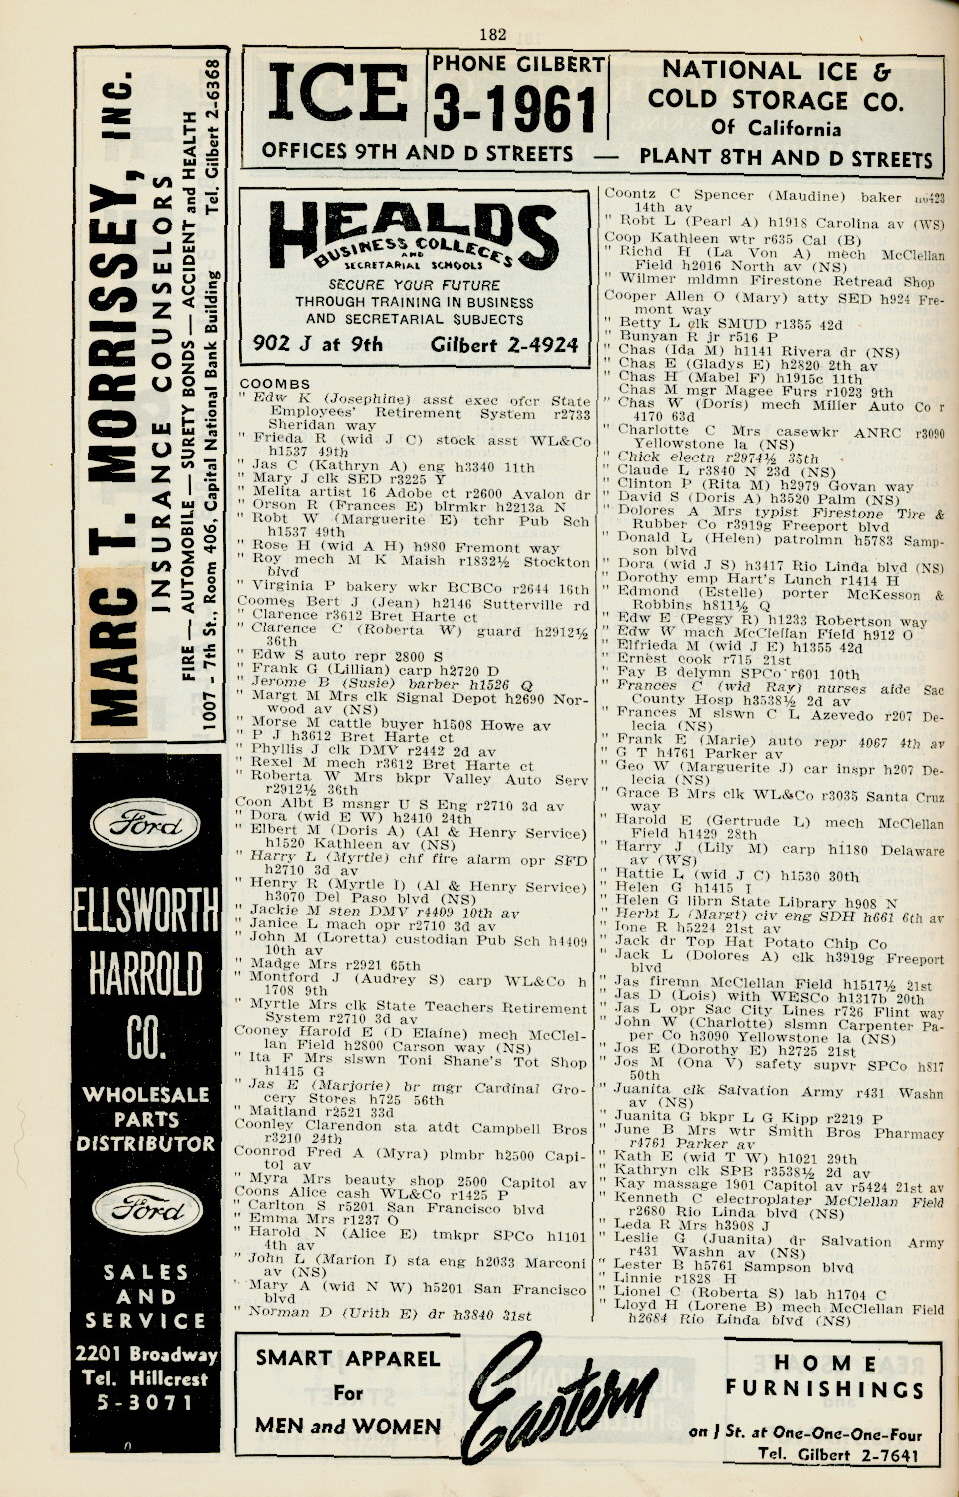 182
MARC T. MORRISSEY, INC.
INSURANCE COUNSELORS
FIRE — AUTOMOBILE — SURETY BONDS — ACCIDENT and HEALTH
1007 - 7th St., Room 406, Capital National Bank Building Tel. Gilbert 2-6368
Ford
ELLSWORTH
HARROLD
CO.
WHOLESALE
PARTS
DISTRIBUTOR
Ford
SALES
AND
SERVICE
2201 Broadway
Tel. Hillcrest
5-3071
ICE
PHONE GILBERT
3-1961
NATIONAL ICE &
COLD STORAGE CO.
Of California
OFFICES 9TH AND D STREETS — PLANT 8TH AND D STREETS
HEALDS
BUSINESS COLLEGES
AND
SECRETARIAL SCHOOLS
SECURE YOUR FUTURE
THROUGH TRAINING IN BUSINESS
AND SECRETARIAL SUBJECTS
902 J at 9th Gilbert 2-4924
COOMBS
" Edw K (Josephine) asst exec ofcr State
Employees' Retirement System r2733
Sheridan way
" Frieda R (wid J C) stock asst WL&Co
h1537 49th
" Jas C (Kathryn A) eng h3340 11th
" Mary J clk SED r3225 Y
" Melita artist 16 Adobe ct r2600 Avalon dr
" Orson R (Frances E) blrmkr h2213a N
" Robt W (Marguerite E) tchr Pub Sch
h1537 49th
" Rose H (wid A H) h980 Fremont way
" Roy mech M K Maish r1832½ Stockton
blvd
" Virginia P bakery wkr BCBCo r2644 16th
Coomes Bert J (Jean) h2146 Sutterville rd
" Clarence r3612 Bret Harte ct
" Clarence C (Roberta W) guard h2912½
36th
" Edw S auto repr 2800 S
" Frank G (Lillian) carp h2720 D
" Jerome B (Susie) barber h1526 Q
" Margt M Mrs clk Signal Depot h2690 Nor-
wood av (NS)
" Morse M cattle buyer h1508 Howe av
" P J h3612 Bret Harte ct
" Phyllis J clk DMV r2442 2d av
" Rexel M mech r3612 Bret Harte ct
" Roberta W Mrs bkpr Valley Auto Serv
r2912½ 36th
Coon Albt B msngr U S Eng r2710 3d av
" Dora (wid E W) h2410 24th
" Elbert M (Doris A) (Al & Henry Service)
h1520 Kathleen av (NS)
" Harry L (Myrtle) chf fire alarm opr SFD
h2710 3d av
" Henry R (Myrtle I) (Al & Henry Service)
h3070 Del Paso blvd (NS)
" Jackie M sten DMV r4409 10th av
" Janice L mach opr r2710 3d av
" John M (Loretta) custodian Pub Sch h4409
10th av
" Madge Mrs r2921 65th
" Montford J (Audrey S) carp WL&Co h
1708 9th
" Myrtle Mrs clk State Teachers Retirement
System r2710 3d av
Cooney Harold E (D Elaine) mech McClel-
lan Field h2800 Carson way (NS)
" Ita F Mrs slswn Toni Shane's Tot Shop
h1415 G
" Jas E (Marjorie) br mgr Cardinal Gro-
cery Stores h725 56th
" Maitland r2521 33d
Coonley Clarendon sta atdt Campbell Bros
r3210 24th
Coonrod Fred A (Myra) plmbr h2500 Capi-
tol av
" Myra Mrs beauty shop 2500 Capitol av
Coons Alice cash WL&Co r1425 P
" Carlton S r5201 San Francisco blvd
" Emma Mrs r1237 O
" Harold N (Alice E) tmkpr SPCo h1101
4th av
" John L (Marion I) sta eng h2033 Marconi
av (NS)
" Mary A (wid N W) h5201 San Francisco
blvd
" Norman D (Urith E) dr h3840 31st
Coontz C Spencer (Maudine) baker
14th av
" Robt L (Pearl A) h1918 Carolina av (WS)
Coop Kathleen wtr r635 Cal (B)
" Richd H (La Von A) mech McClellan
Field h2016 North av (NS)
" Wilmer mldmn Firestone Retread Shop
Cooper Allen O (Mary) atty SED h924 Fre-
mont way
" Betty L clk SMUD r1355 42d
" Bunyan R jr r516 P
" Chas (Ida M) h1141 Rivera dr (NS)
" Chas E (Gladys E) h2820 2th av
" Chas H (Mabel F) h1915c 11th
" Chas M mgr Magee Furs r1023 9th
" Chas W (Doris) mech Miller Auto Co r
4170 63d
" Charlotte C Mrs casewkr ANRC r3090
Yellowstone la (NS)
" Chick electn r2974½ 35th
" Claude L r3840 N 23d (NS)
" Clinton P (Rita M) h2979 Govan way
" David S (Doris A) h3520 Palm (NS)
" Dolores A Mrs typist Firestone Tire &
Rubber Co r3919g Freeport blvd
" Donald L (Helen) patrolmn h5783 Samp-
son blvd
" Dora (wid J S) h3417 Rio Linda blvd (NS)
" Dorothy emp Hart's Lunch r1414 H
" Edmond (Estelle) porter McKesson &
Robbins h811½ Q
" Edw E (Peggy R) h1233 Robertson way
" Edw W mach McClellan Field h912 O
" Elfrieda M (wid J E) h1355 42d
" Ernest cook r715 21st
" Fay B delymn SPCo r601 10th
" Frances C (wid Ray) nurses aide Sac
County Hosp h3538½ 2d av
" Frances M slswn C L Azevedo r207 De-
lecia (NS)
" Frank E (Marie) auto repr 4067 4th av
" G T h4761 Parker av
" Geo W (Marguerite J) car inspr h207 De-
lecia (NS)
" Grace B Mrs clk WL&Co r3035 Santa Cruz
way
" Harold E (Gertrude L) mech McClellan
Field h1429 28th
" Harry J (Lily M) carp h1180 Delaware
av (WS)
" Hattie L (wid J C) h1530 30th
" Helen G h1415 I
" Helen G librn State Library h908 N
" Herbt L (Margt) civ eng SDH h661 6th av
" Ione R h5224 21st av
" Jack dr Top Hat Potato Chip Co
" Jack L (Dolores A) clk h3919g Freeport
blvd
" Jas firemn McClellan Field h1517½ 21st
" Jas D (Lois) with WESCo h1317b 20th
" Jas L opr Sac City Lines r726 Flint way
" John W (Charlotte) slsmn Carpenter Pa-
per Co h3090 Yellowstone la (NS)
" Jos E (Dorothy E) h2725 21st
" Jos M (Ona V) safety supvr SPCo h817
50th
" Juanita clk Salvation Army r431 Washn
av (NS)
" Juanita G bkpr L G Kipp r2219 P
" June B Mrs wtr Smith Bros Pharmacy
r4761 Parker av
" Kath E (wid T W) h1021 29th
" Kathryn clk SPB r3538½ 2d av
" Kay massage 1901 Capitol av r5424 21st av
" Kenneth C electroplater McClellan Field
r2680 Rio Linda blvd (NS)
" Leda R Mrs h3908 J
" Leslie G (Juanita) dr Salvation Army
r431 Washn av (NS)
" Lester B h5761 Sampson blvd
" Linnie r1828 H
" Lionel C (Roberta S) lab h1704 C
" Lloyd H (Lorene B) mech McClellan Field
h2684 Rio Linda blvd (NS)
SMART APPAREL
For
MEN and WOMEN
Eastern
HOME
FURNISHINGS
on J St. at One-One-One-Four
Tel. Gilbert 2-7641